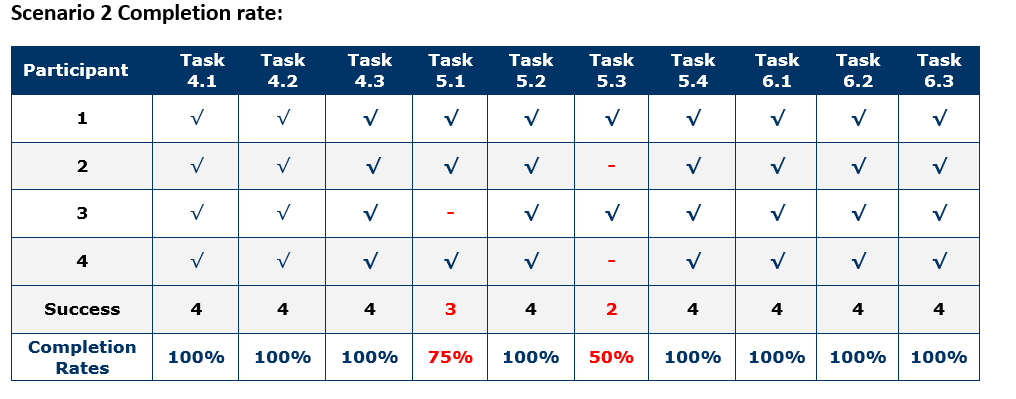 Scenario 2 Completion rate:
Participant Task 4.1 Task 4.2 Task 4.3 Task 5.1 Task 5.2 Task 5.3 Task 5.4 Task 6.1 Task 6.2 Task 6.3
1 √ √ √ √ √ √ √ √ √ √
2 √ √ √ √ √ - √ √ √ √
3 √ √ √ - √ √ √ √ √ √
4 √ √ √ √ √ - √ √ √ √
Success 4 4 4 3 4 2 4 4 4 4
Completion Rates 100% 100% 100% 75% 100% 50% 100% 100% 100% 100%